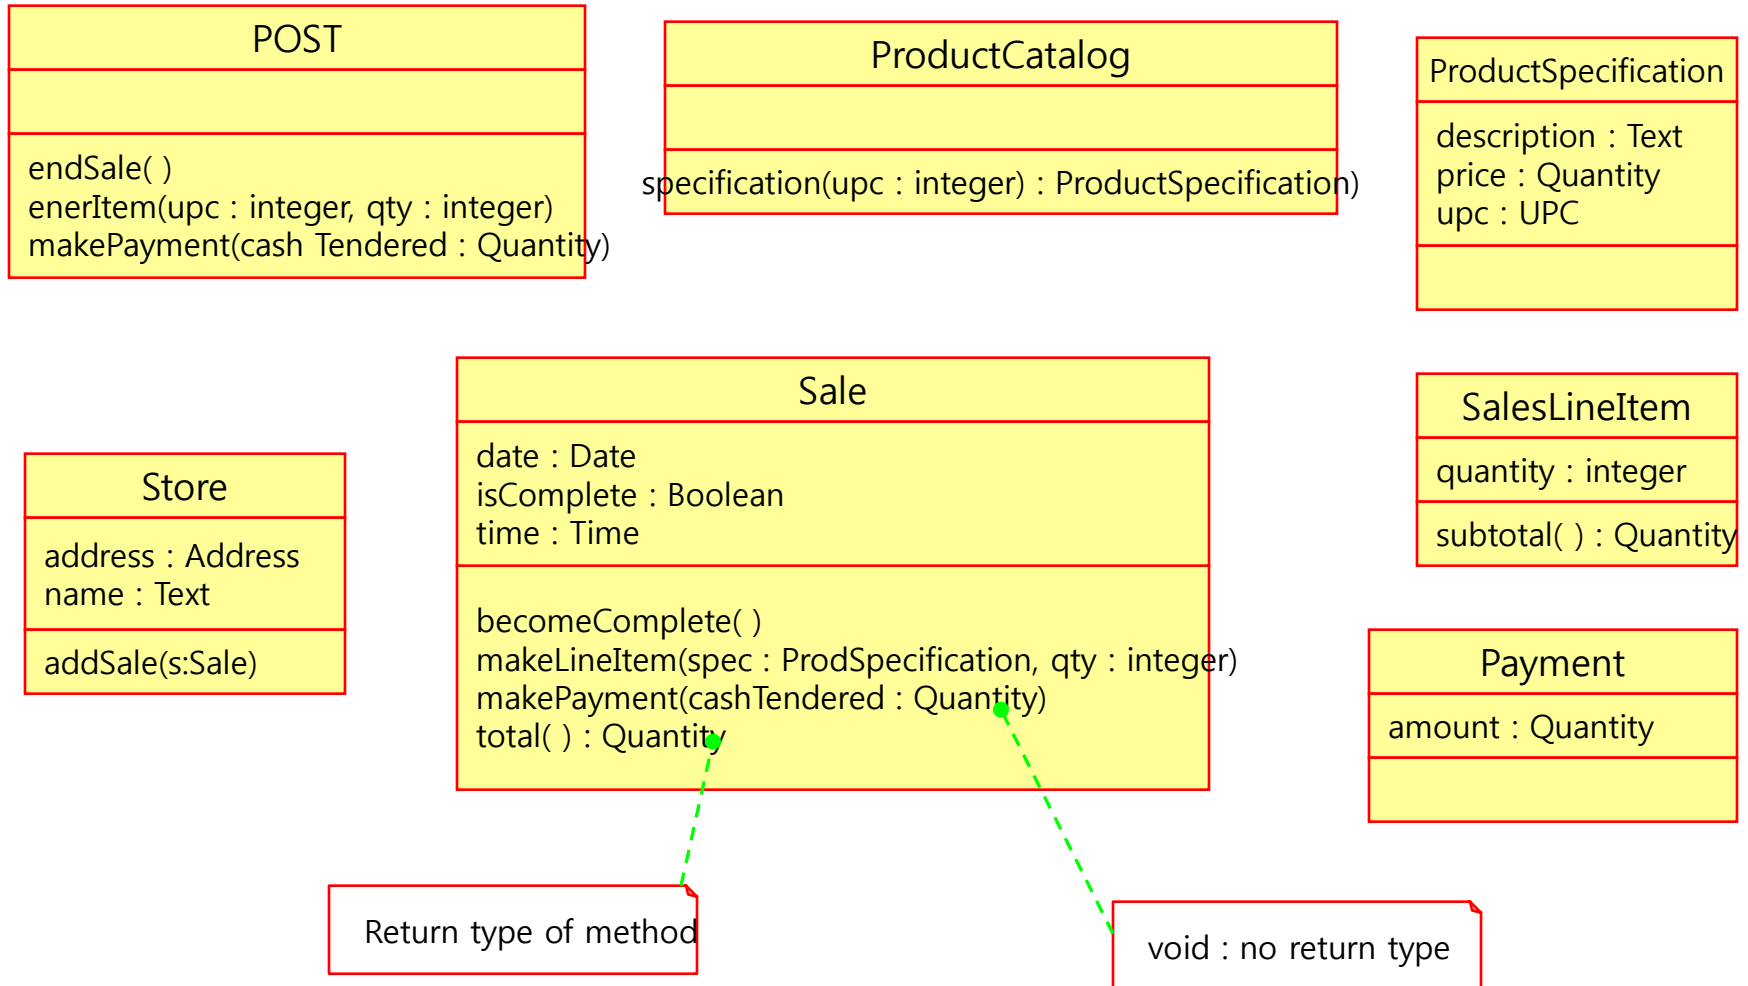 POST
endSale( )
enerItem(upc : integer, qty : integer)
makePayment(cash Tendered : Quantity)
ProductCatalog
specification(upc : integer) : ProductSpecification)
ProductSpecification
description : Text
price : Quantity
upc : UPC
Store
address : Address
name : Text
addSale(s:Sale)
Sale
date : Date
isComplete : Boolean
time : Time
becomeComplete( )
makeLineItem(spec : ProdSpecification, qty : integer)
makePayment(cashTendered : Quantity)
total( ) : Quantity
SalesLineItem
quantity : integer
subtotal( ) : Quantity
Payment
amount : Quantity
Return type of method
void : no return type